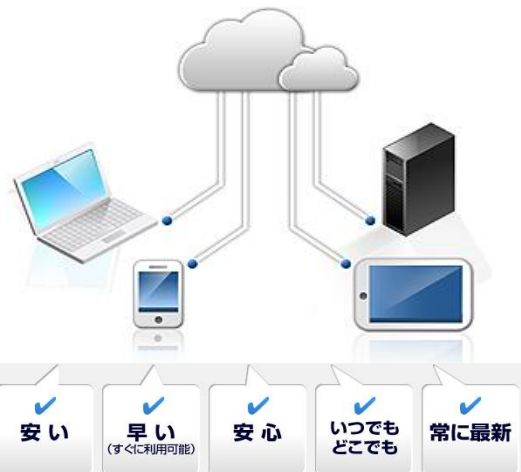 安い
早い
(すぐに利用可能)
安心
いつでも
どこでも
常に最新